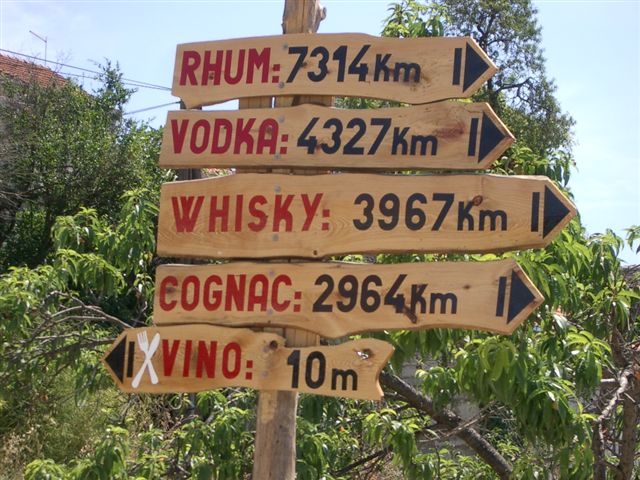 RHUM: 7314 Km
VODKA: 4327 Km
WHISKY: 3967 Km
COGNAC: 2964 Km
VINO: 10 m